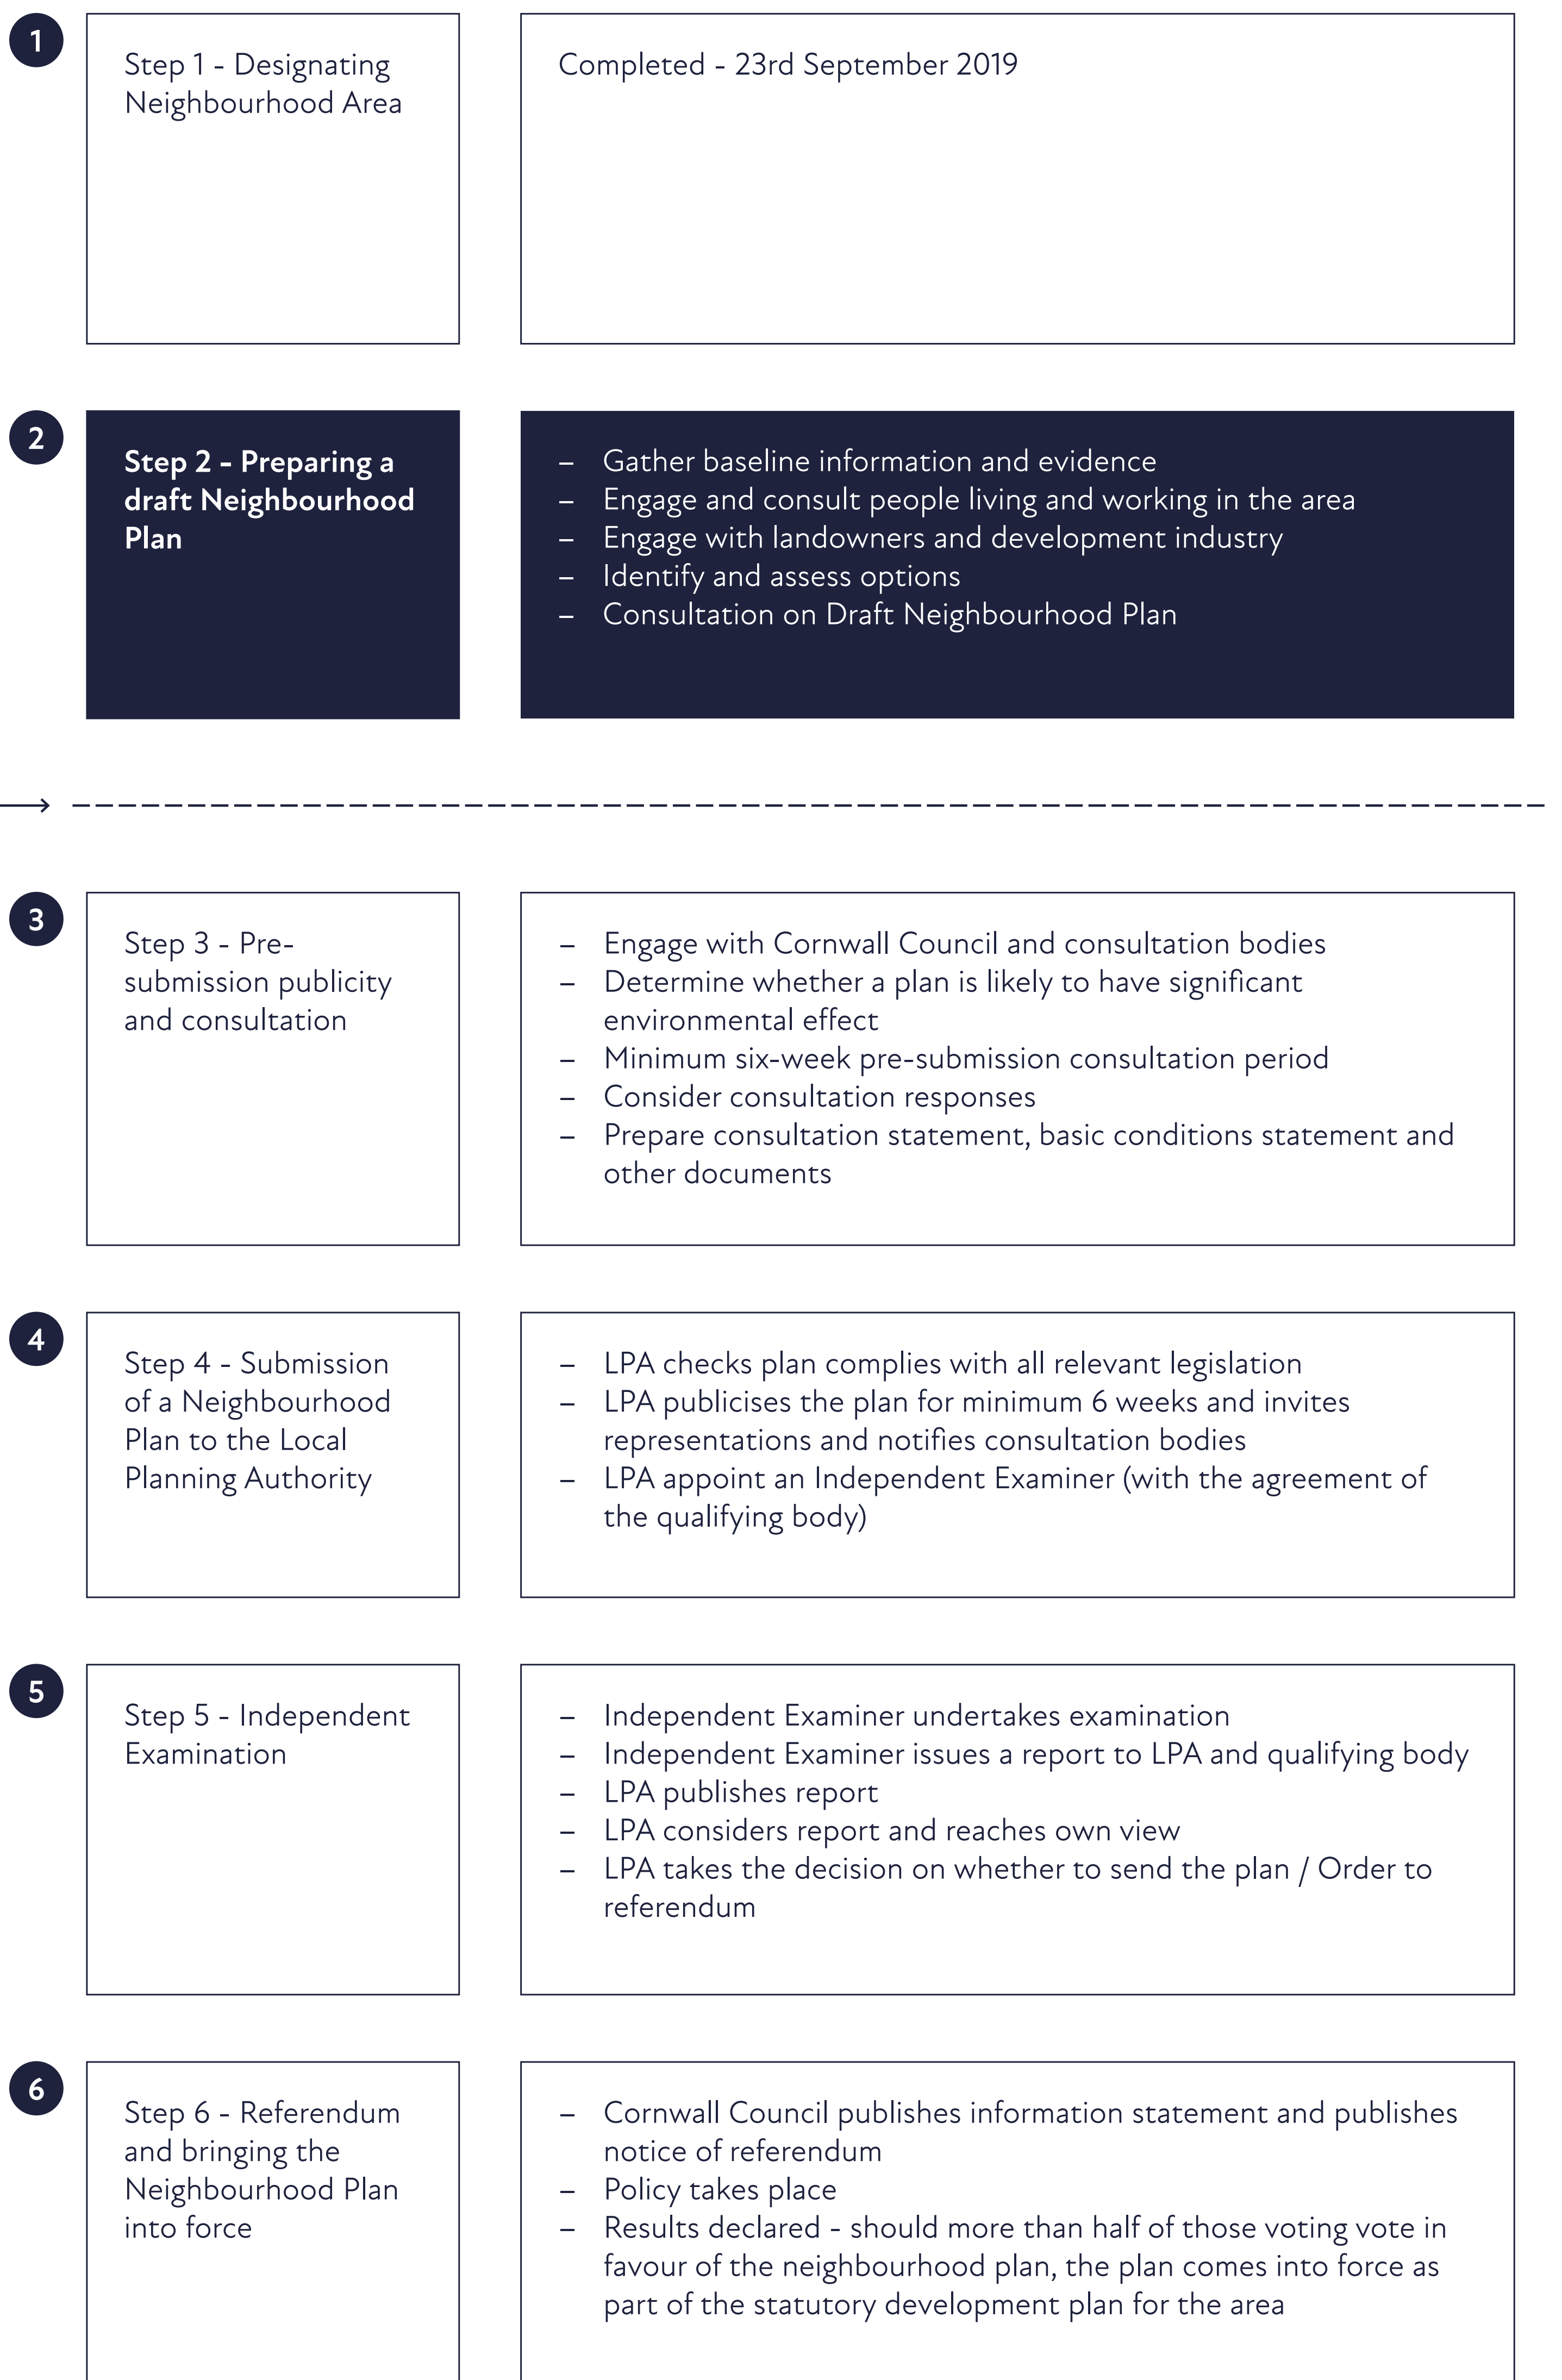 1
Step 1 - Designating
Neighbourhood Area
Completed - 23rd September 2019
2
Step 2 - Preparing a
draft Neighbourhood
Plan
– Gather baseline information and evidence
– Engage and consult people living and working in the area
– Engage with landowners and development industry
– Identify and assess options
– Consultation on Draft Neighbourhood Plan
3
Step 3 - Pre-
submission publicity
and consultation
– Engage with Cornwall Council and consultation bodies
– Determine whether a plan is likely to have significant
environmental effect
– Minimum six-week pre-submission consultation period
– Consider consultation responses
– Prepare consultation statement, basic conditions statement and
other documents
4
Step 4 - Submission
of a Neighbourhood
Plan to the Local
Planning Authority
– LPA checks plan complies with all relevant legislation
– LPA publicises the plan for minimum 6 weeks and invites
representations and notifies consultation bodies
– LPA appoint an Independent Examiner (with the agreement of
the qualifying body)
5
Step 5 - Independent
Examination
– Independent Examiner undertakes examination
– Independent Examiner issues a report to LPA and qualifying body
– LPA publishes report
– LPA considers report and reaches own view
– LPA takes the decision on whether to send the plan / Order to
referendum
6
Step 6 - Referendum
and bringing the
Neighbourhood Plan
into force
– Cornwall Council publishes information statement and publishes
notice of referendum
– Policy takes place
– Results declared - should more than half of those voting vote in
favour of the neighbourhood plan, the plan comes into force as
part of the statutory development plan for the area